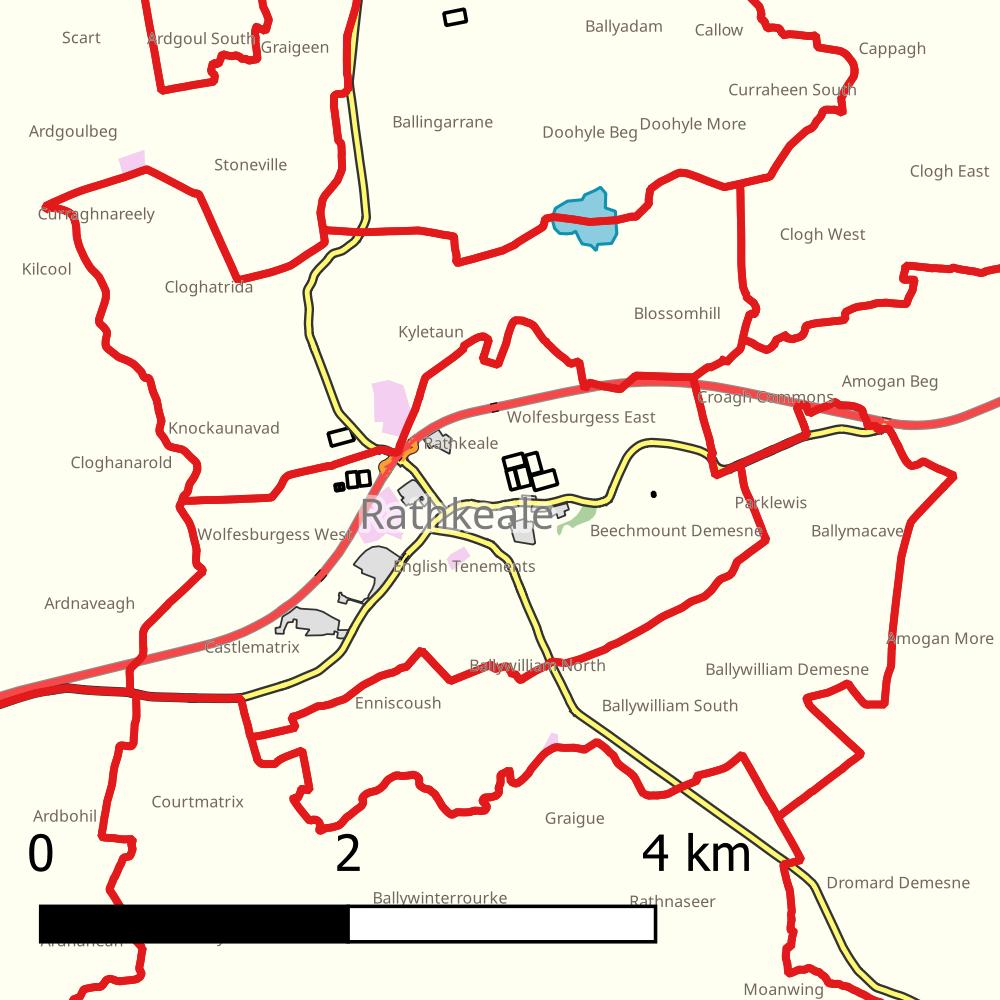 Ballyadam
Callow
Scart
Ardgoul South
Graigeen
Cappagh
Curraheen South
Ballingarrane
Doohyle More
Doohyle Beg
Ardgoulbeg
Stoneville
Clogh East
Curraghnareely
Clogh West
Kilcool
Cloghatrida
Blossomhill
Kyletaun
Amogan Beg
Croagh Commons
Wolfesburgess East
Knockaunavad
Rathkeale
Cloghanarold
Parklewis
Rathkeale
Wolfesburgess West
Beechmount Demesne
Ballymacave
English Tenements
Ardnaveagh
Amogan More
Castlematrix
Ballywilliam North
Ballywilliam Demesne
Enniscoush
Ballywilliam South
Courtmatrix
Ardbohil
Graigue
0 2 4 km
Dromard Demesne
Ballywinterrourke
Rathnaseer
Moanwing